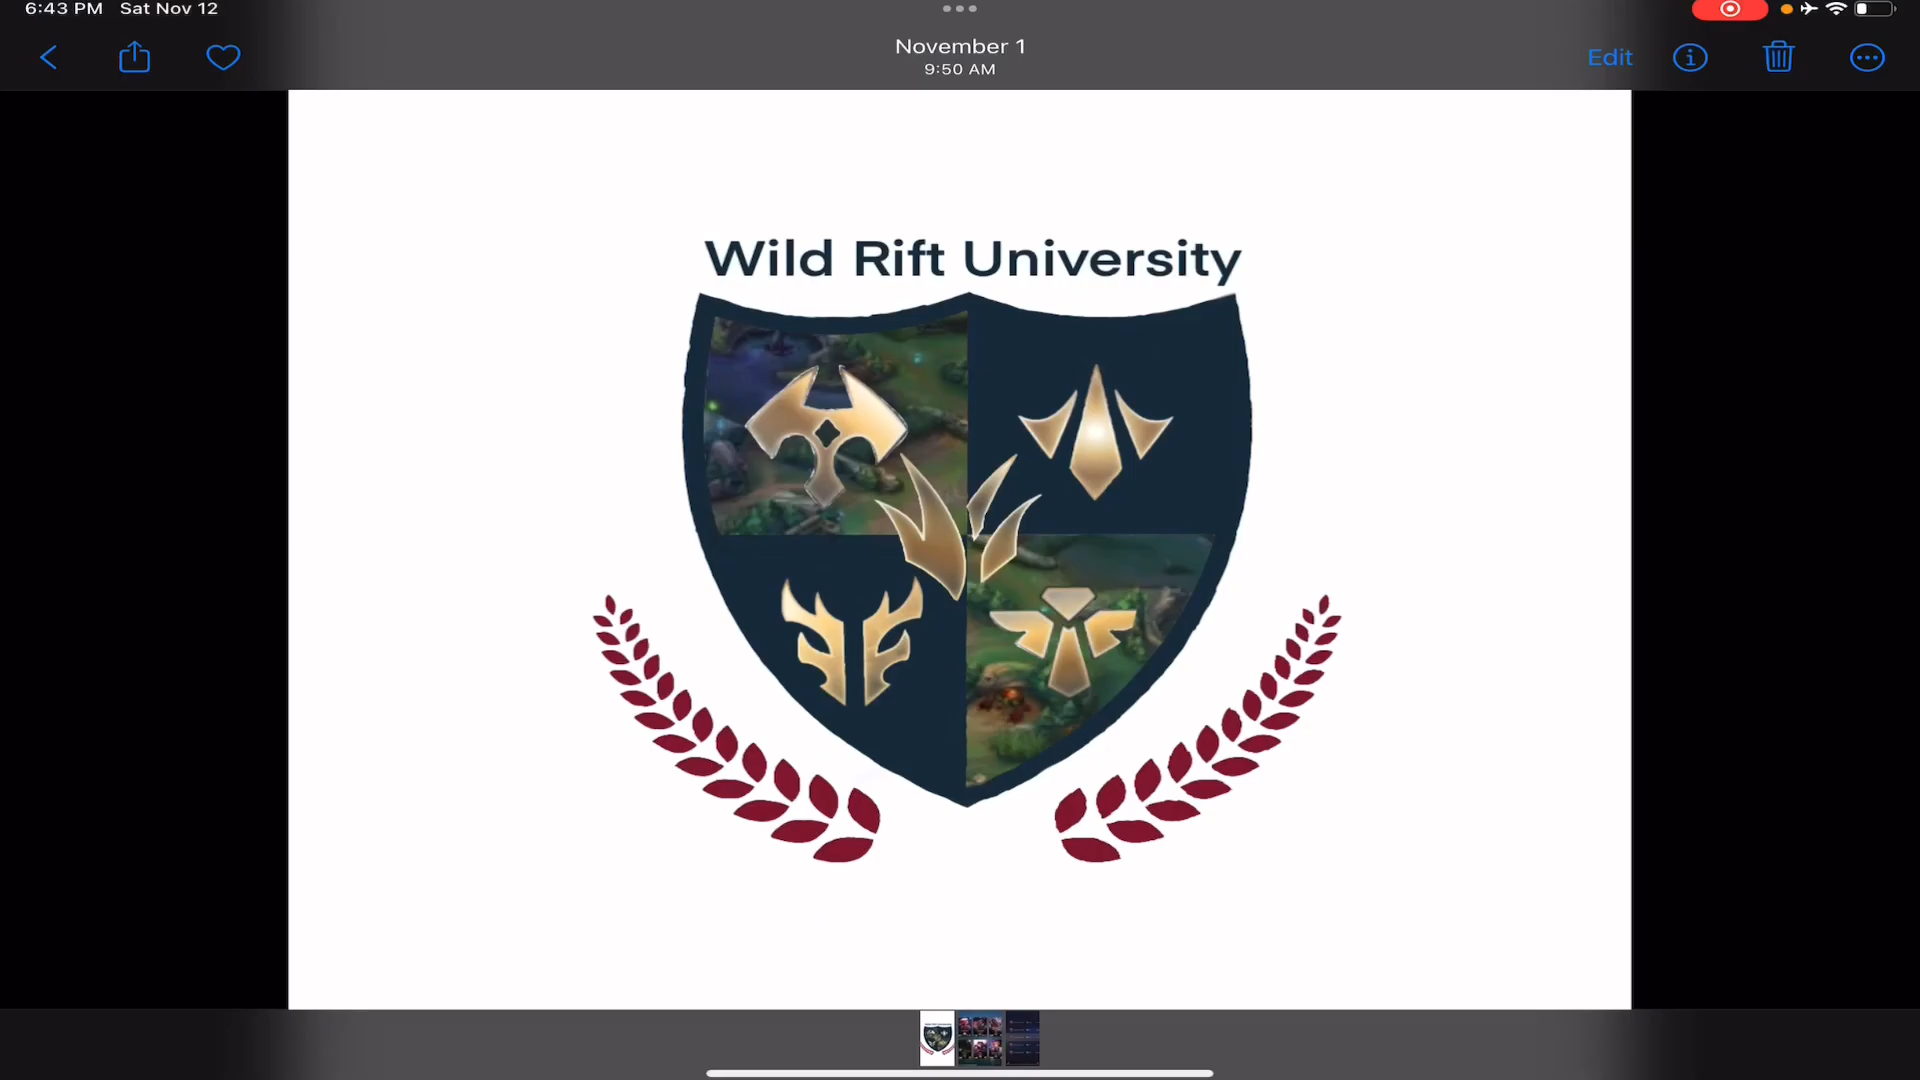 6:43 PM Sat Nov 12
November 1
9:50 AM
Edit
Wild Rift University